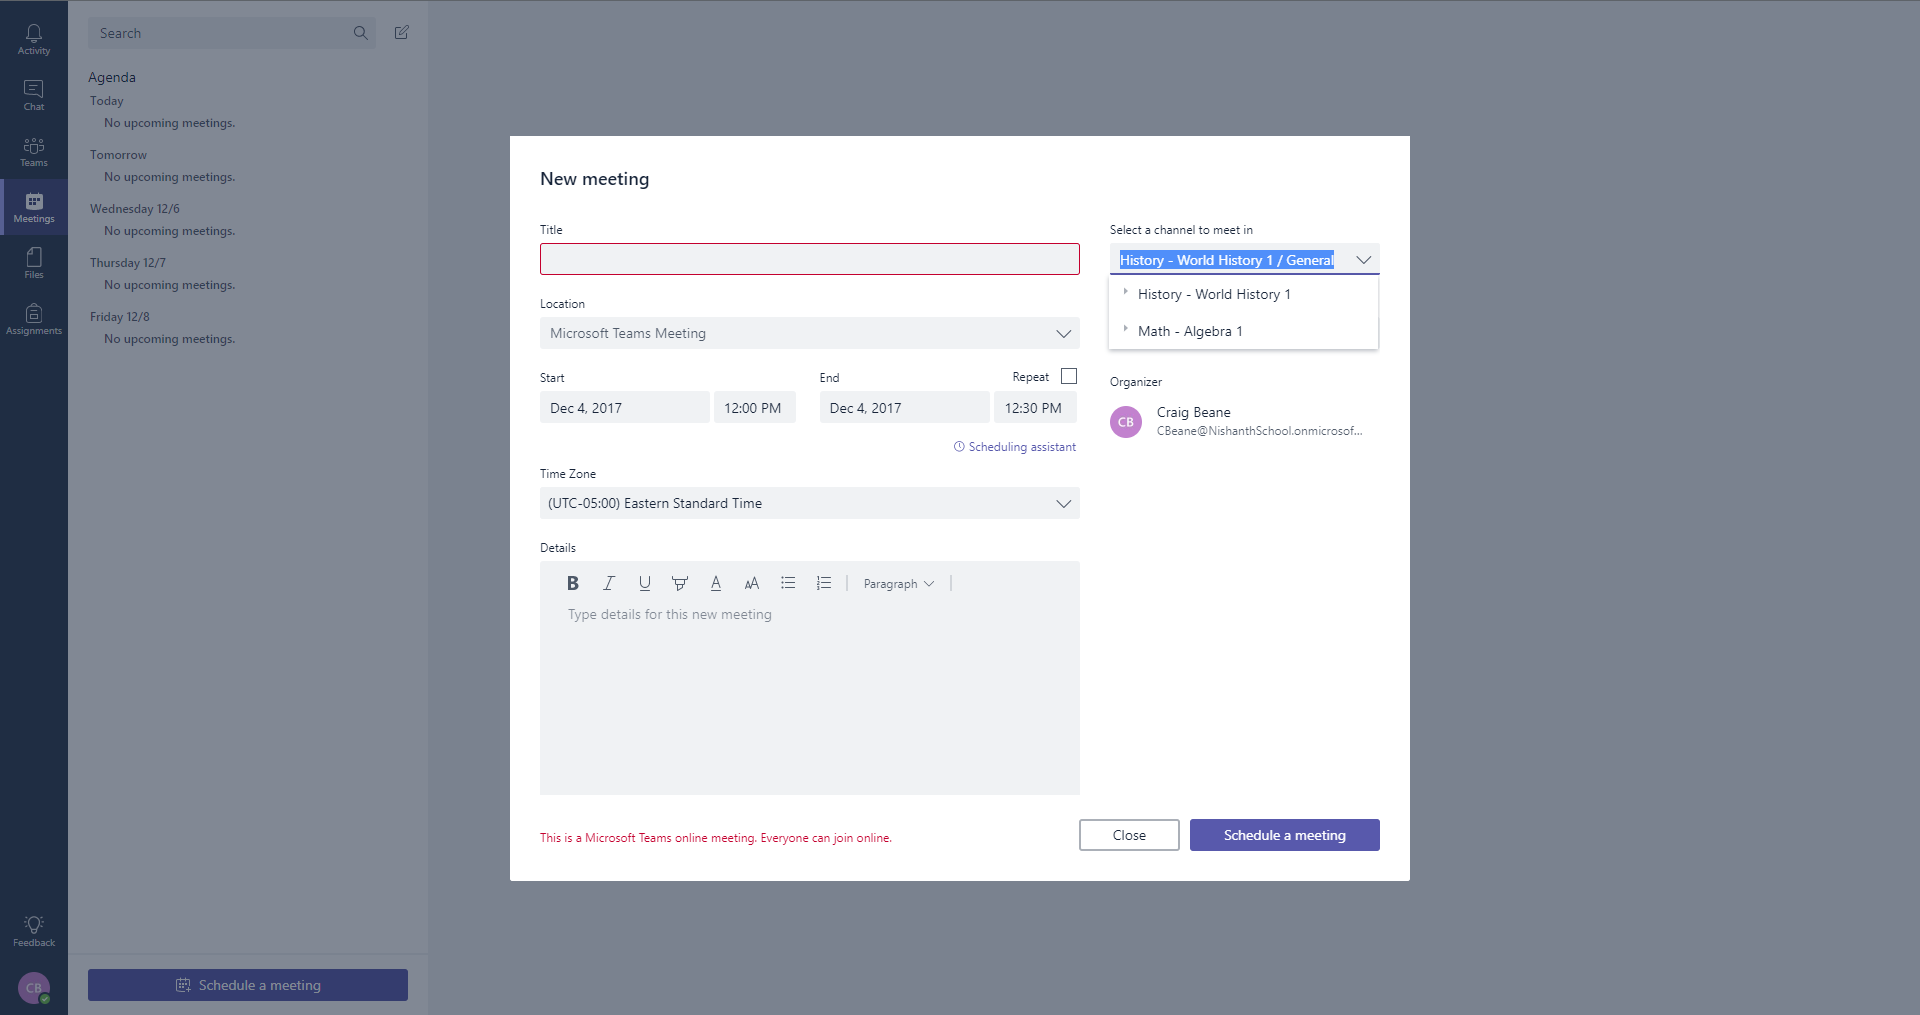 Activity
Chat
Teams
Meetings
Files
Assignments
Feedback
CB
Search
Agenda
Today
No upcoming meetings.
Tomorrow
No upcoming meetings.
Wednesday 12/6
No upcoming meetings.
Thursday 12/7
No upcoming meetings.
Friday 12/8
No upcoming meetings.
Schedule a meeting
New meeting
Title
Location
Microsoft Teams Meeting
Start
End
Repeat
Dec 4, 2017 12:00 PM
Dec 4, 2017 12:30 PM
Scheduling assistant
Time Zone
(UTC-05:00) Eastern Standard Time
Details
B I U A AA Paragraph
Type details for this new meeting
Select a channel to meet in
History - World History 1 / General
History - World History 1
Math - Algebra 1
Organizer
CB
Craig Beane
CBeane@NishanthSchool.onmicrosof...
This is a Microsoft Teams online meeting. Everyone can join online.
Close
Schedule a meeting